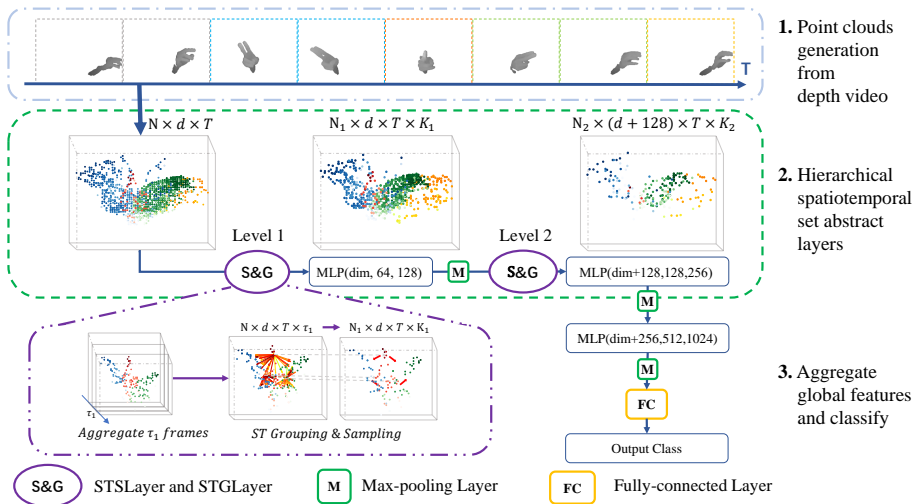 T
1. Point clouds
generation
from
depth video
N × d × T
N₁ × d × T × K₁
N₂ × (d + 128) × T × K₂
2. Hierarchical
spatiotemporal
set abstract
layers
Level 1
Level 2
S&G
MLP(dim, 64, 128)
M
S&G
MLP(dim+128,128,256)
M
N × d × T × τ₁
N₁ × d × T × K₁
MLP(dim+256,512,1024)
M
3. Aggregate
global features
and classify
FC
τ₁
Aggregate τ₁ frames
ST Grouping & Sampling
Output Class
S&G
STSLayer and STGLayer
M
Max-pooling Layer
FC
Fully-connected Layer